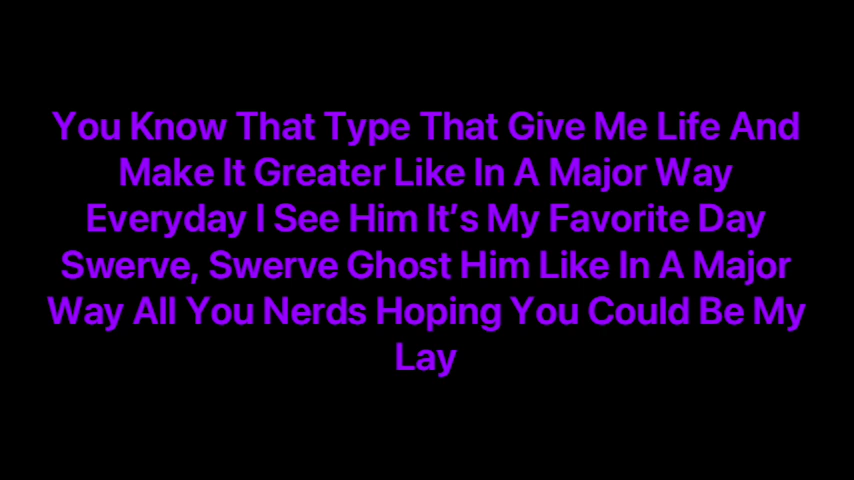 You Know That Type That Give Me Life And
Make It Greater Like In A Major Way
Everyday I See Him It’s My Favorite Day
Swerve, Swerve Ghost Him Like In A Major
Way All You Nerds Hoping You Could Be My
Lay